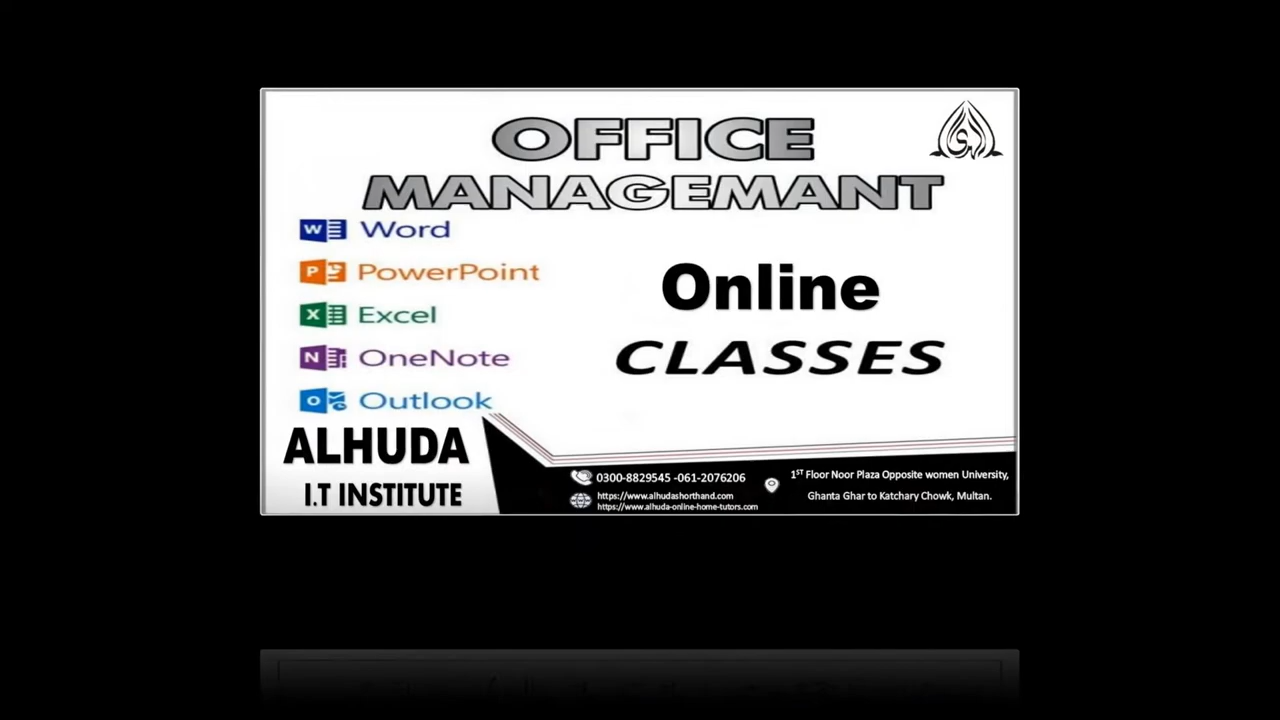 OFFICE
MANAGEMANT
Word
PowerPoint
Excel
OneNote
Outlook
Online
CLASSES
ALHUDA
I.T INSTITUTE
0300-8829545 -061-2076206
https://www.alhudashorthand.com
https://www.alhuda-online-home-tutors.com
1ST Floor Noor Plaza Opposite women University,
Ghanta Ghar to Katchary Chowk, Multan.